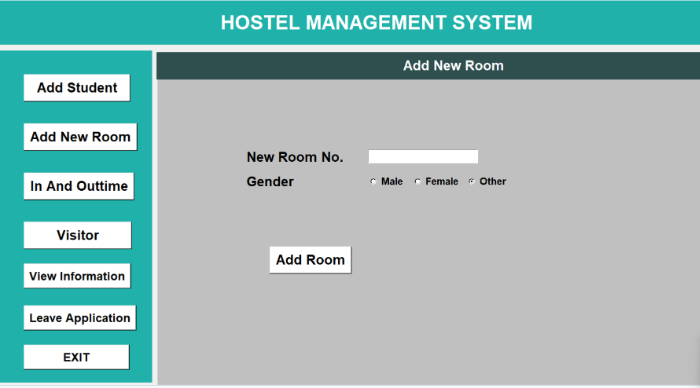 HOSTEL MANAGEMENT SYSTEM
Add New Room
Add Student
Add New Room
In And Outtime
Visitor
View Information
Leave Application
EXIT
New Room No.
Gender Male Female Other
Add Room